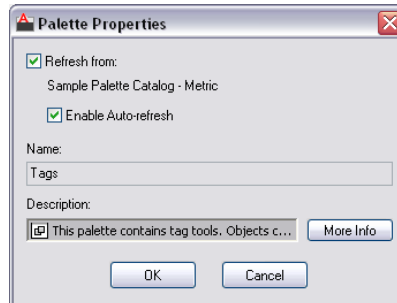 Palette Properties
Refresh from:
Sample Palette Catalog - Metric
Enable Auto-refresh
Name:
Tags
Description:
This palette contains tag tools. Objects c...
More Info
OK
Cancel